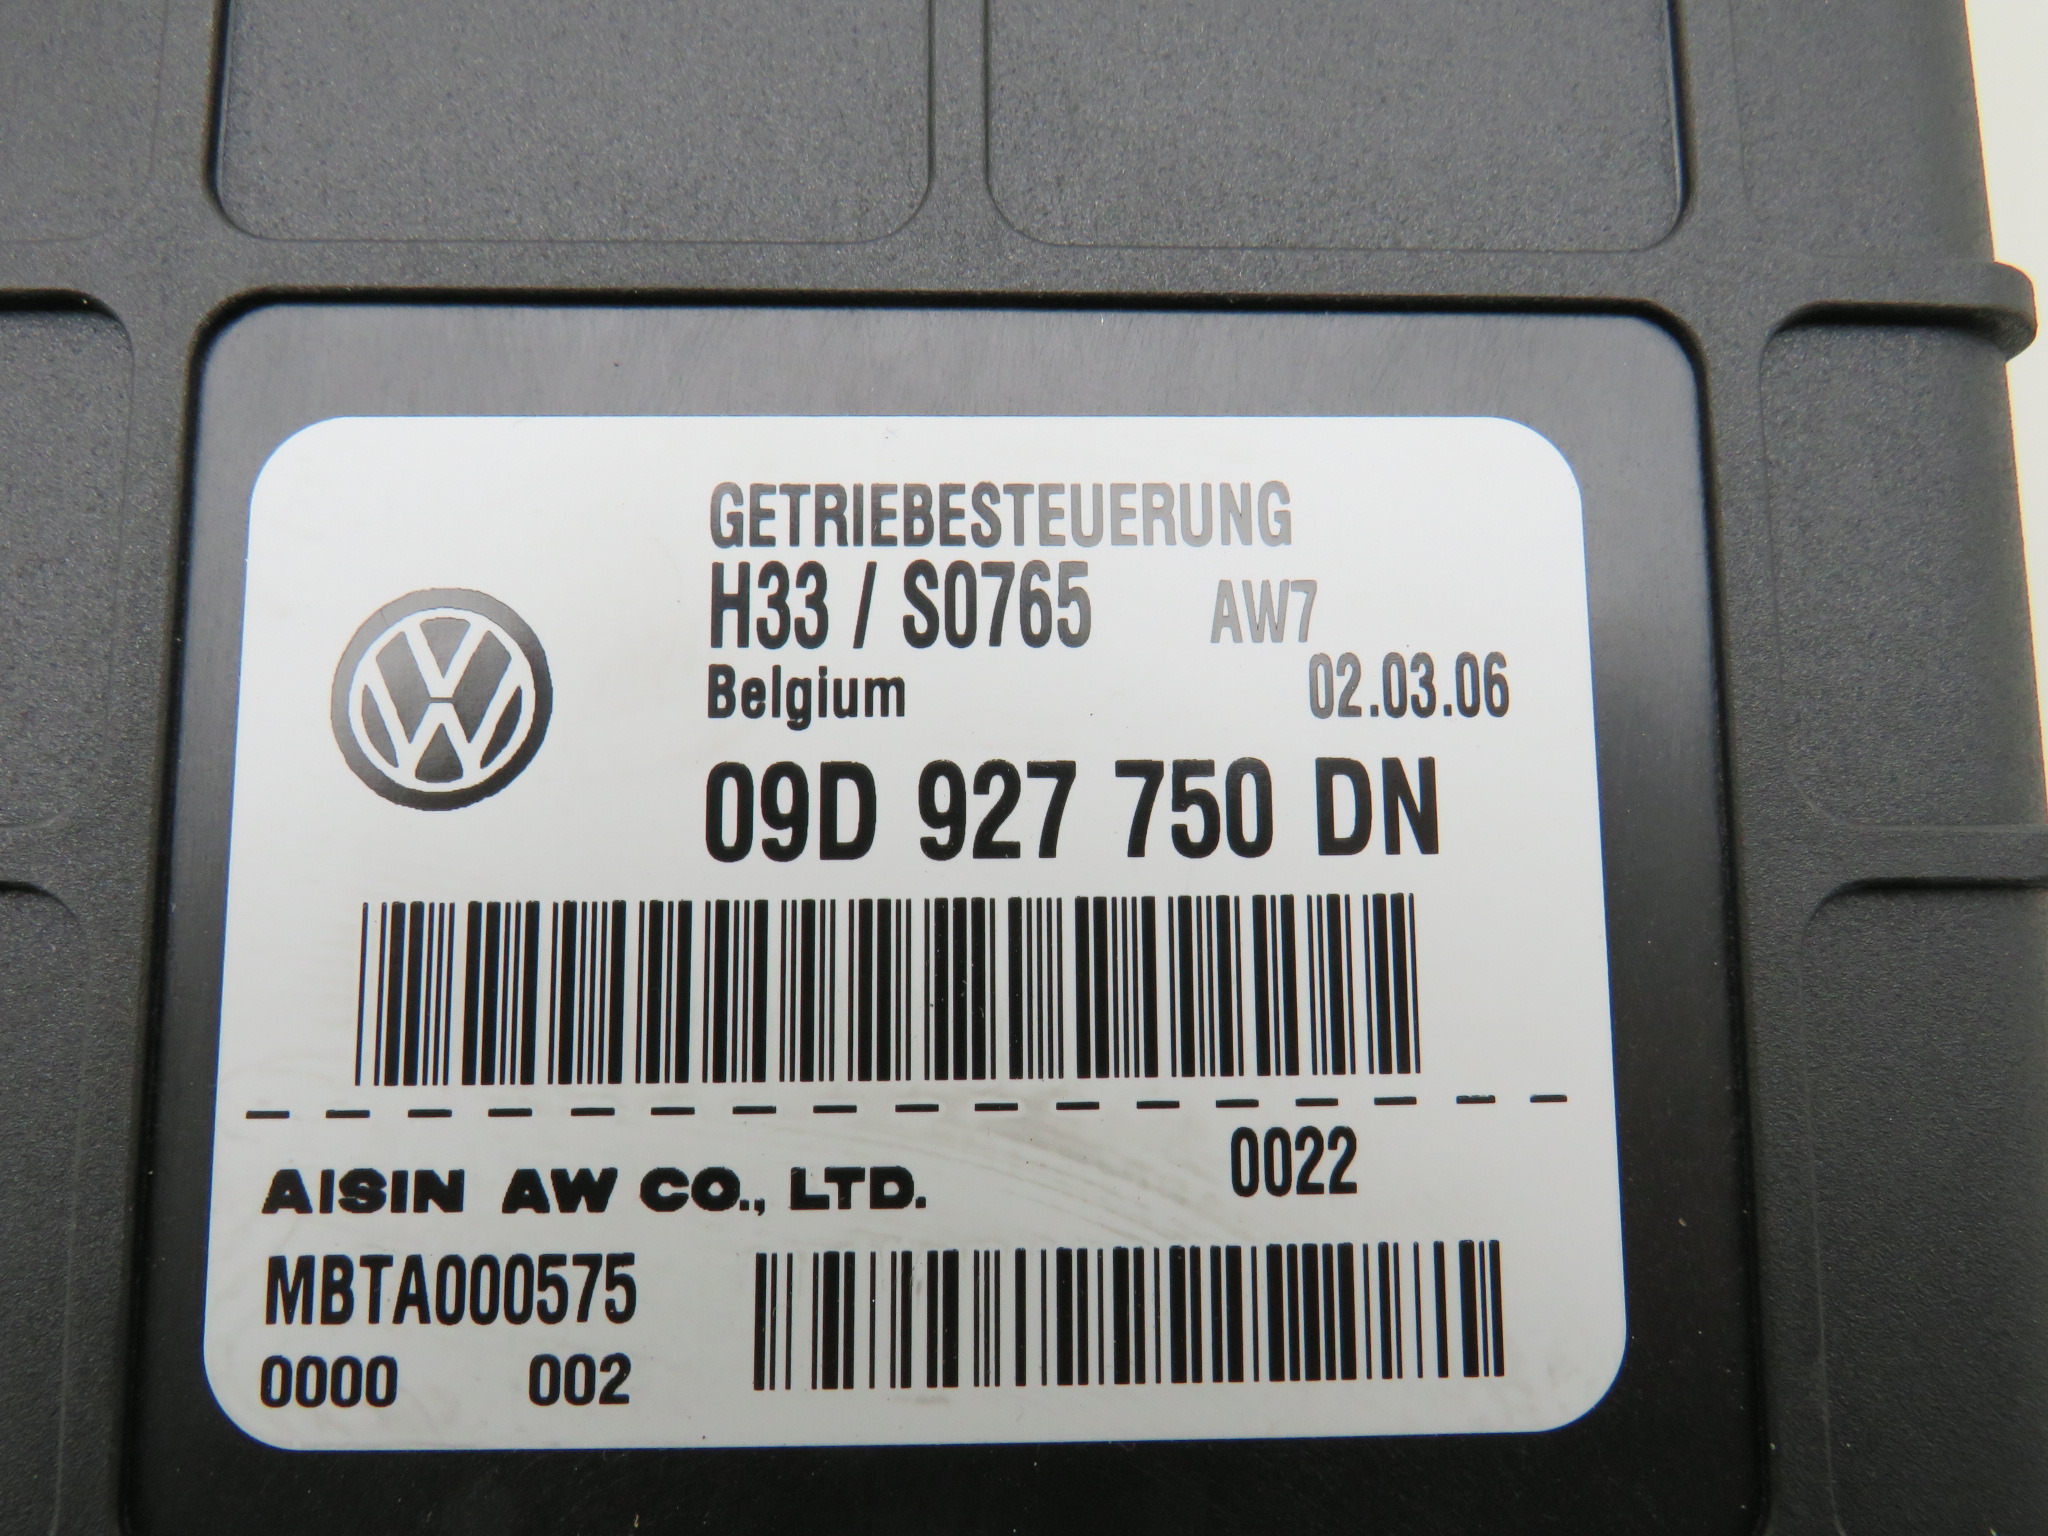 GETRIEBESTEUERUNG
H33 / S0765 AW7
Belgium 02.03.06
09D 927 750 DN
0022
AISIN AW CO., LTD.
MBTA000575
0000 002